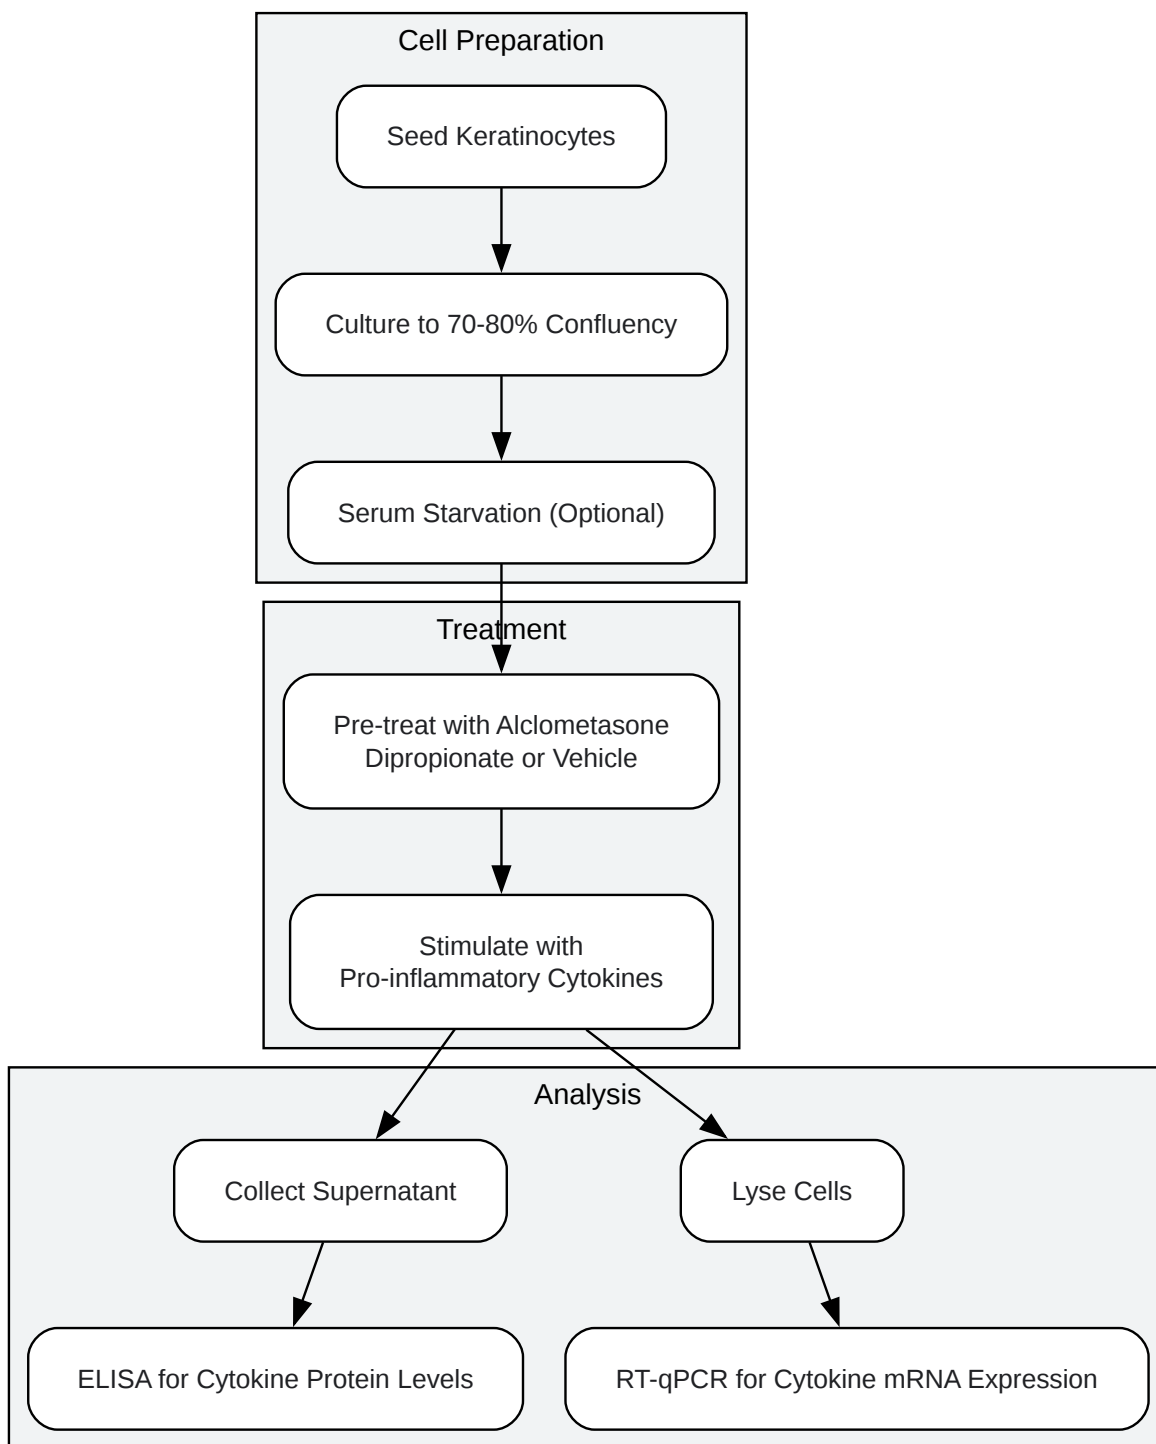 Cell Preparation
Seed Keratinocytes
Culture to 70-80% Confluency
Serum Starvation (Optional)
Treatment
Pre-treat with Alclometasone
Dipropionate or Vehicle
Stimulate with
Pro-inflammatory Cytokines
Analysis
Collect Supernatant
Lyse Cells
ELISA for Cytokine Protein Levels
RT-qPCR for Cytokine mRNA Expression